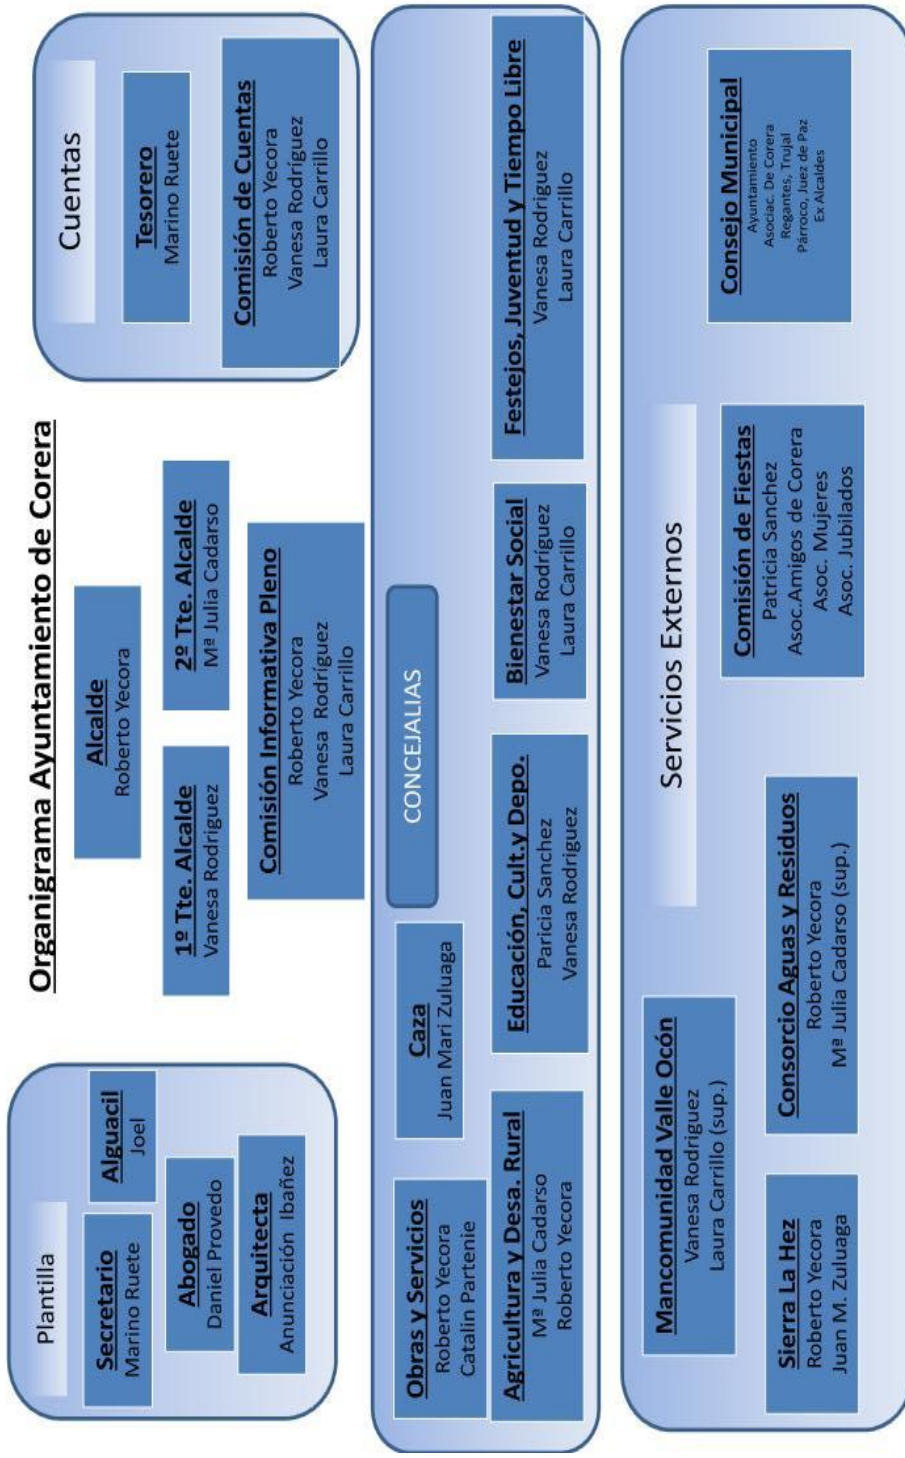 Organigrama Ayuntamiento de Corera
Plantilla
Secretario
Marino Ruete
Alguacil
Joel
Abogado
Daniel Provedo
Arquitecta
Anunciación Ibañez
Alcalde
Roberto Yecora
1º Tte. Alcalde
Vanesa Rodriguez
2º Tte. Alcalde
Mª Julia Cadarso
Comisión Informativa Pleno
Roberto Yecora
Vanesa Rodríguez
Laura Carrillo
Cuentas
Tesorero
Marino Ruete
Comisión de Cuentas
Roberto Yecora
Vanesa Rodríguez
Laura Carrillo
CONCEJALIAS
Obras y Servicios
Roberto Yecora
Catalin Partenie
Caza
Juan Mari Zuluaga
Agricultura y Desa. Rural
Mª Julia Cadarso
Roberto Yecora
Educación, Cult.y Depo.
Paricia Sanchez
Vanesa Rodriguez
Bienestar Social
Vanesa Rodríguez
Laura Carrillo
Festejos, Juventud y Tiempo Libre
Vanesa Rodriguez
Laura Carrillo
Servicios Externos
Mancomunidad Valle Ocón
Vanesa Rodriguez
Laura Carrillo (sup.)
Sierra La Hez
Roberto Yecora
Juan M. Zuluaga
Consorcio Aguas y Residuos
Roberto Yecora
Mª Julia Cadarso (sup.)
Comisión de Fiestas
Patricia Sanchez
Asoc.Amigos de Corera
Asoc. Mujeres
Asoc. Jubilados
Consejo Municipal
Ayuntamiento
Asociac. De Corera
Regantes, Trujal
Párroco, Juez de Paz
Ex Alcaldes